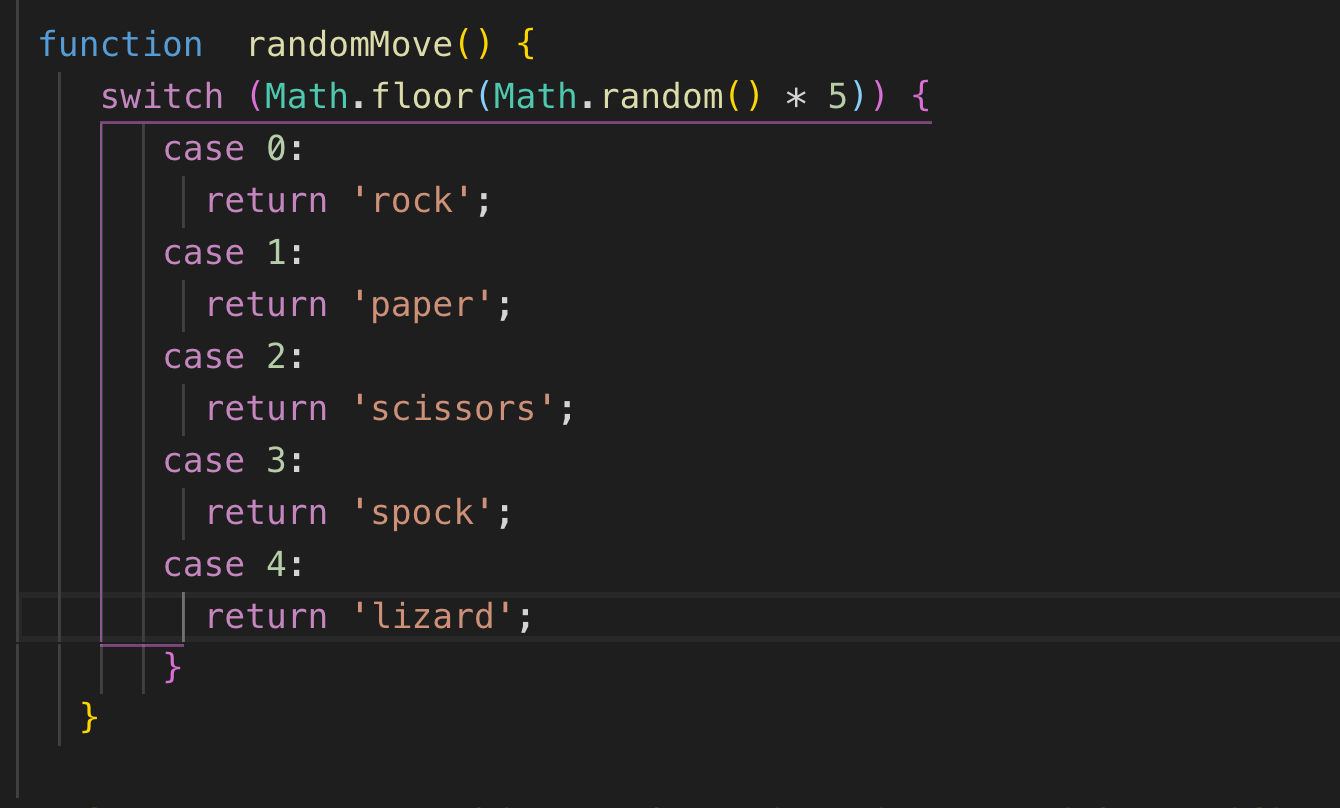 function  randomMove() {
switch (Math.floor(Math.random() * 5)) {
case 0:
return 'rock';
case 1:
return 'paper';
case 2:
return 'scissors';
case 3:
return 'spock';
case 4:
return 'lizard';
}
}